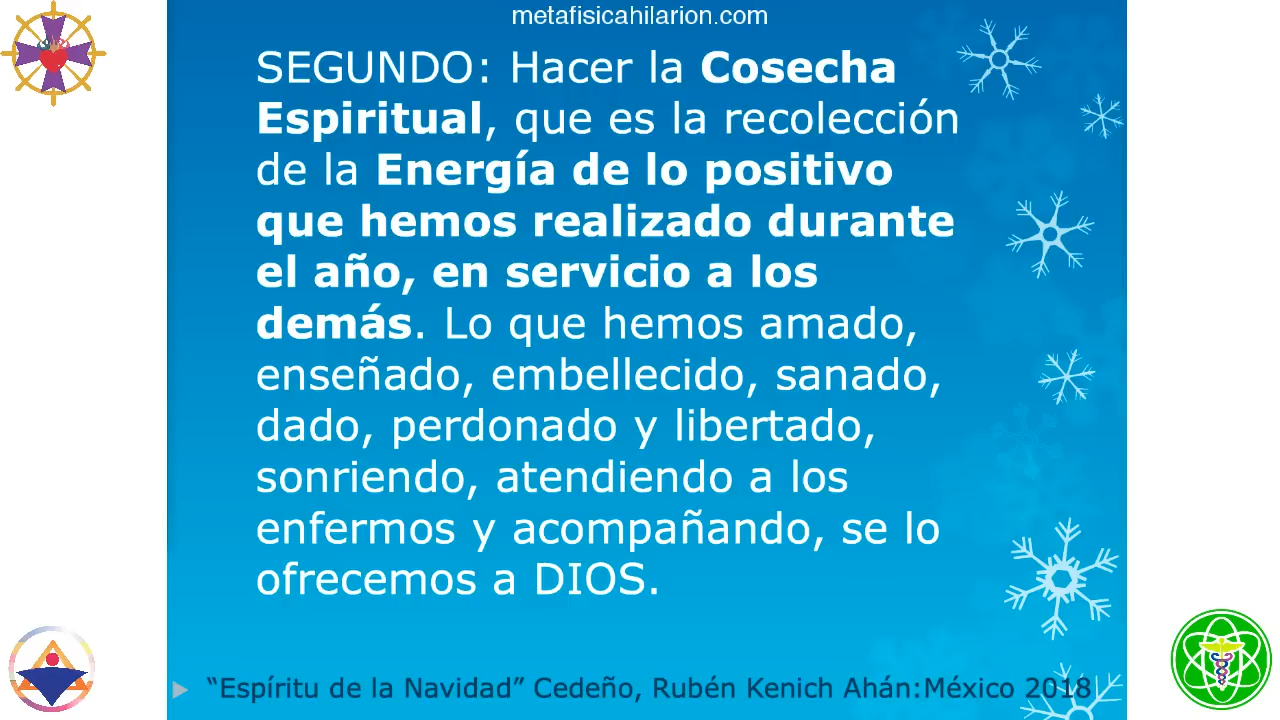 metafisicahilarion.com
SEGUNDO: Hacer la Cosecha
Espiritual, que es la recolección
de la Energía de lo positivo
que hemos realizado durante
el año, en servicio a los
demás. Lo que hemos amado,
enseñado, embellecido, sanado,
dado, perdonado y libertado,
sonriendo, atendiendo a los
enfermos y acompañando, se lo
ofrecemos a DIOS.
“Espíritu de la Navidad” Cedeño, Rubén Kenich Ahán:México 2018